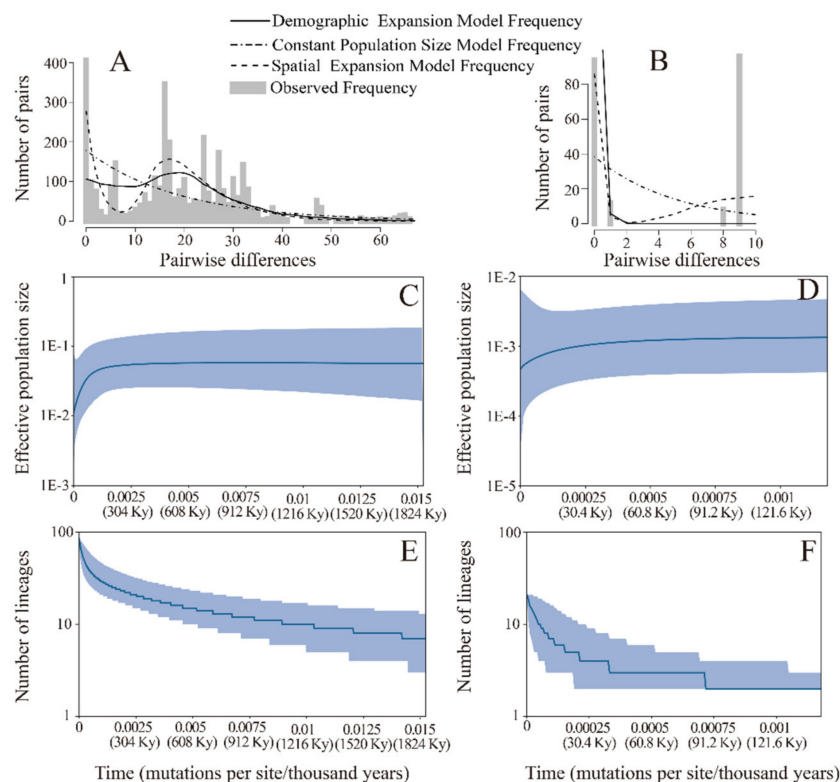 Demographic Expansion Model Frequency
Constant Population Size Model Frequency
Spatial Expansion Model Frequency
Observed Frequency
A
Number of pairs
400
300
200
100
0
0 10 20 30 40 50 60
Pairwise differences
B
Number of pairs
80
60
40
20
0
0 2 4 6 8 10
Pairwise differences
C
Effective population size
1
1E-1
1E-2
1E-3
0 0.0025 0.005 0.0075 0.01 0.0125 0.015
(304 Ky) (608 Ky) (912 Ky) (1216 Ky) (1520 Ky) (1824 Ky)
D
Effective population size
1E-2
1E-3
1E-4
1E-5
0 0.00025 0.0005 0.00075 0.001
(30.4 Ky) (60.8 Ky) (91.2 Ky) (121.6 Ky)
E
Number of lineages
100
10
1
0 0.0025 0.005 0.0075 0.01 0.0125 0.015
(304 Ky) (608 Ky) (912 Ky) (1216 Ky) (1520 Ky) (1824 Ky)
Time (mutations per site/thousand years)
F
Number of lineages
100
10
1
0 0.00025 0.0005 0.00075 0.001
(30.4 Ky) (60.8 Ky) (91.2 Ky) (121.6 Ky)
Time (mutations per site/thousand years)